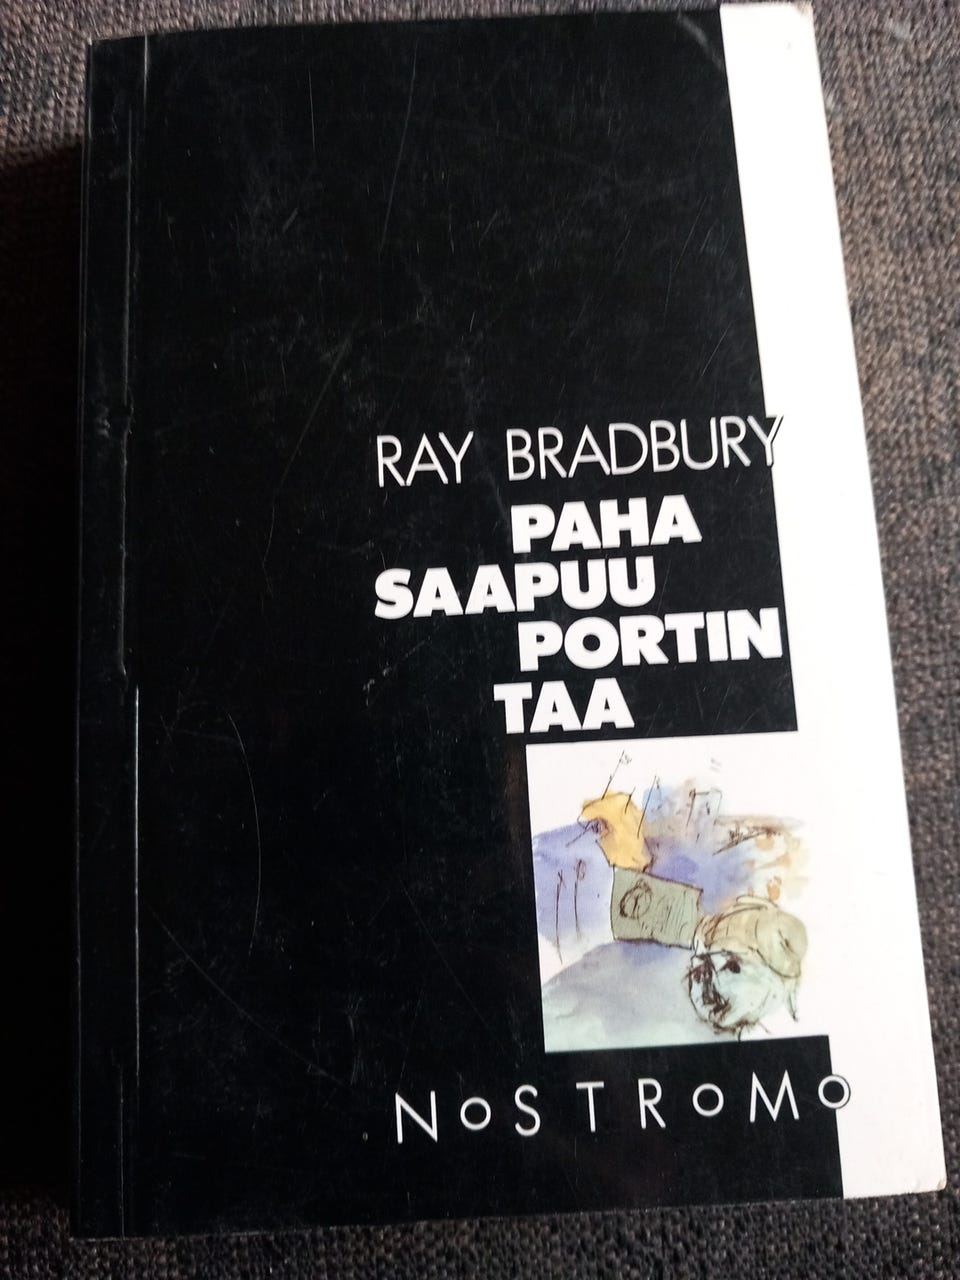 RAY BRADBURY
PAHA
SAAPUU
PORTIN
TAA
NoSTRoMo